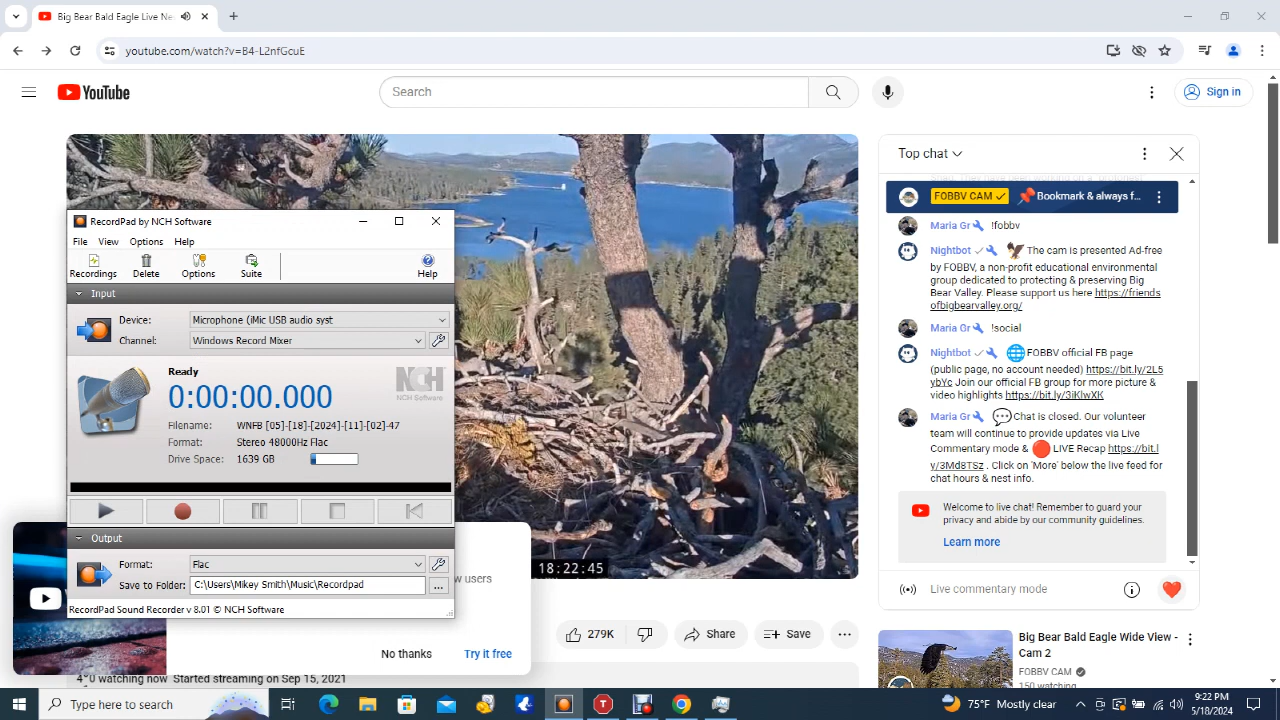 Big Bear Bald Eagle Live Ne
youtube.com/watch?v=B4-L2nfGcuE
YouTube
Search
Sign in
Top chat
FOBBV CAM
Bookmark & always f...
Maria Gr !fobbv
Nightbot The cam is presented Ad-free
by FOBBV, a non-profit educational environmental
group dedicated to protecting & preserving Big
Bear Valley. Please support us here https://friends
ofbigbearvalley.org/
Maria Gr !social
Nightbot FOBBV official FB page
(public page, no account needed) https://bit.ly/2L5
ybYc Join our official FB group for more picture &
video highlights https://bit.ly/3iKlwXK
Maria Gr Chat is closed. Our volunteer
team will continue to provide updates via Live
Commentary mode & LIVE Recap https://bit.l
y/3Md8TSz . Click on 'More' below the live feed for
chat hours & nest info.
Welcome to live chat! Remember to guard your
privacy and abide by our community guidelines.
Learn more
Live commentary mode
RecordPad by NCH Software
File View Options Help
Recordings Delete Options Suite Help
Input
Device: Microphone (iMic USB audio syst
Channel: Windows Record Mixer
Ready
0:00:00.000
NCH
NCH Software
Filename: WNFB [05]-[18]-[2024]-[11]-[02]-47
Format: Stereo 48000Hz Flac
Drive Space: 1639 GB
Output
Format: Flac
Save to Folder: C:\Users\Mikey Smith\Music\Recordpad
...
RecordPad Sound Recorder v 8.01 © NCH Software
w users
No thanks Try it free
18:22:45
279K Share Save
watching now Started streaming on Sep 15, 2021
Big Bear Bald Eagle Wide View -
Cam 2
FOBBV CAM
150 watching
Type here to search
75°F Mostly clear
9:22 PM
5/18/2024